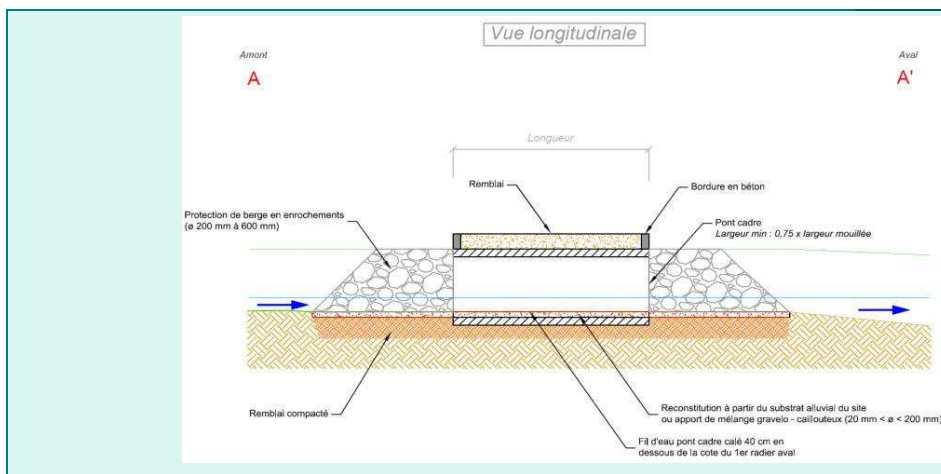 Vue longitudinale
Amont
Aval
A
A'
Longueur
Remblai
Bordure en béton
Protection de berge en enrochements
(ø 200 mm à 600 mm)
Pont cadre
Largeur min : 0,75 x largeur mouillée
Remblai compacté
Reconstitution à partir du substrat alluvial du site
ou apport de mélange gravelo - caillouteux (20 mm < ø < 200 mm)
Fil d'eau pont cadre calé 40 cm en
dessous de la cote du 1er radier aval